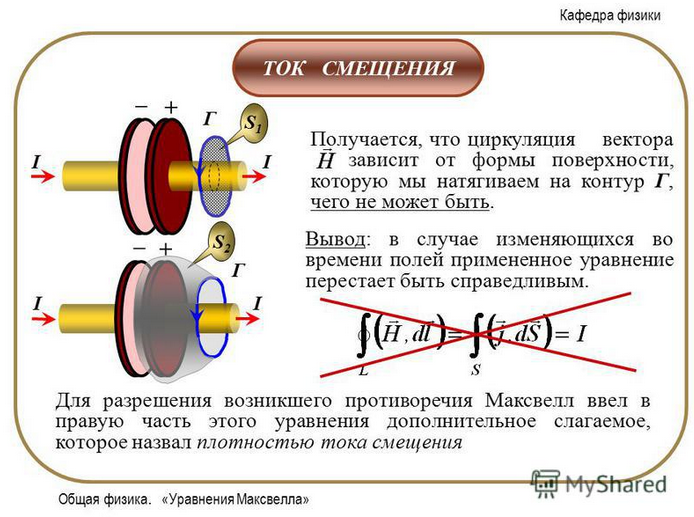 Кафедра физики
ТОК СМЕЩЕНИЯ
− +
Г
S1
I I
Получается, что циркуляция вектора
H зависит от формы поверхности,
которую мы натягиваем на контур Г,
чего не может быть.
− +
S2
Г
I I
Вывод: в случае изменяющихся во
времени полей примененное уравнение
перестает быть справедливым.
∮L (H⃗, dl⃗) = ∫S (j⃗, dS⃗) = I
Для разрешения возникшего противоречия Максвелл ввел в
правую часть этого уравнения дополнительное слагаемое,
которое назвал плотностью тока смещения
Общая физика. «Уравнения Максвелла»
MyShared